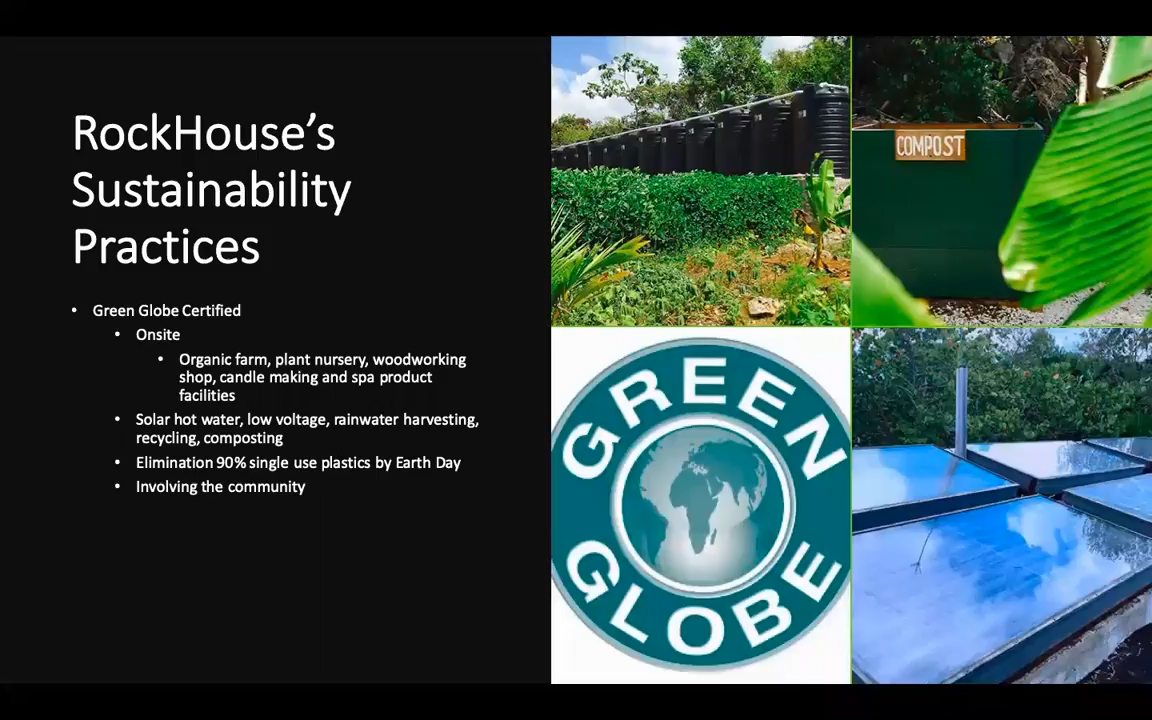 RockHouse's
Sustainability
Practices
• Green Globe Certified
• Onsite
• Organic farm, plant nursery, woodworking
shop, candle making and spa product
facilities
• Solar hot water, low voltage, rainwater harvesting,
recycling, composting
• Elimination 90% single use plastics by Earth Day
• Involving the community
COMPOST
GREEN
GLOBE